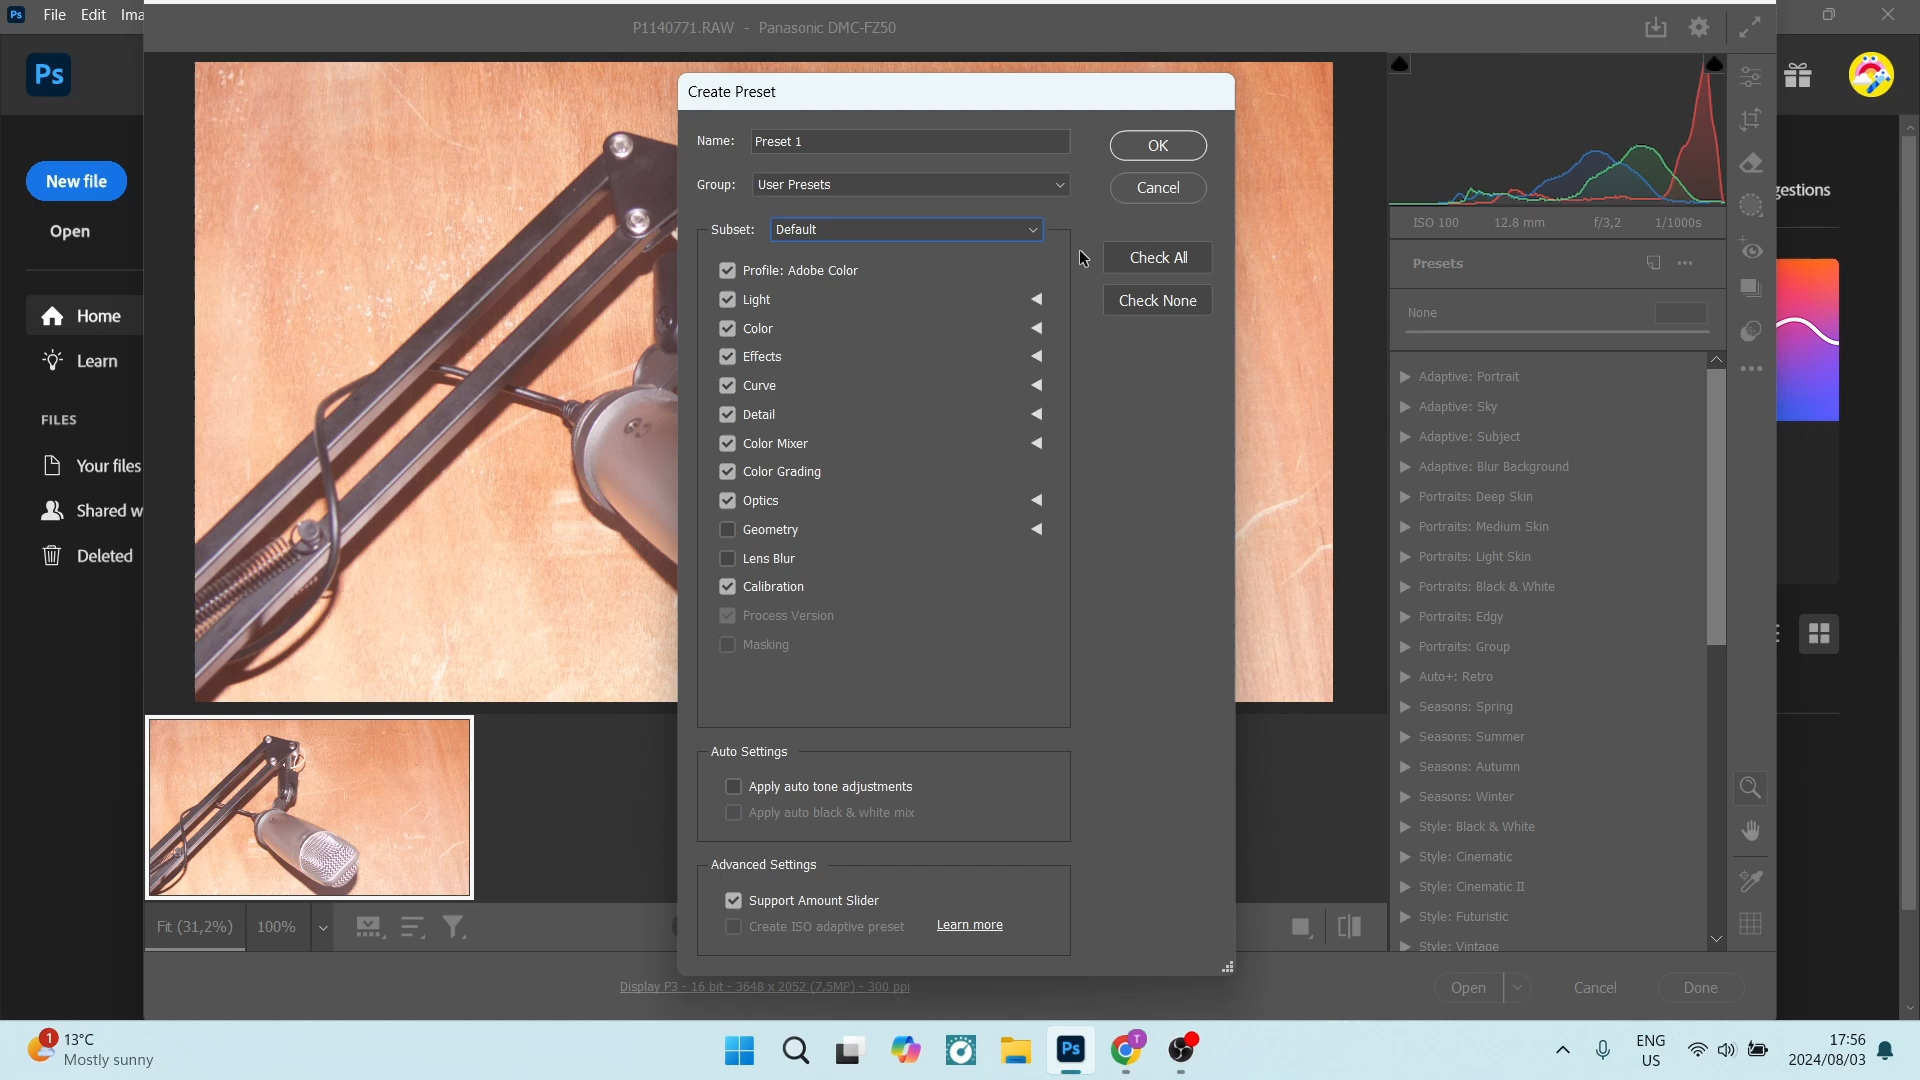 Ps File Edit Ima
P1140771.RAW - Panasonic DMC-FZ50
Ps
New file
Open
Home
Learn
FILES
Your files
Shared w
Deleted
Create Preset
Name: Preset 1
OK
Group: User Presets
Cancel
Subset: Default
Check All
Check None
Profile: Adobe Color
Light
Color
Effects
Curve
Detail
Color Mixer
Color Grading
Optics
Geometry
Lens Blur
Calibration
Process Version
Masking
Auto Settings
Apply auto tone adjustments
Apply auto black & white mix
Advanced Settings
Support Amount Slider
Create ISO adaptive preset Learn more
ISO 100 12.8 mm f/3,2 1/1000s
Presets
None
Adaptive: Portrait
Adaptive: Sky
Adaptive: Subject
Adaptive: Blur Background
Portraits: Deep Skin
Portraits: Medium Skin
Portraits: Light Skin
Portraits: Black & White
Portraits: Edgy
Portraits: Group
Auto+: Retro
Seasons: Spring
Seasons: Summer
Seasons: Autumn
Seasons: Winter
Style: Black & White
Style: Cinematic
Style: Cinematic II
Style: Futuristic
Style: Vintage
gestions
Fit (31,2%) 100%
Display P3 - 16 bit - 3648 x 2052 (7,5MP) - 300 ppi
Open Cancel Done
1 13°C
Mostly sunny
Ps
T
ENG
US
17:56
2024/08/03